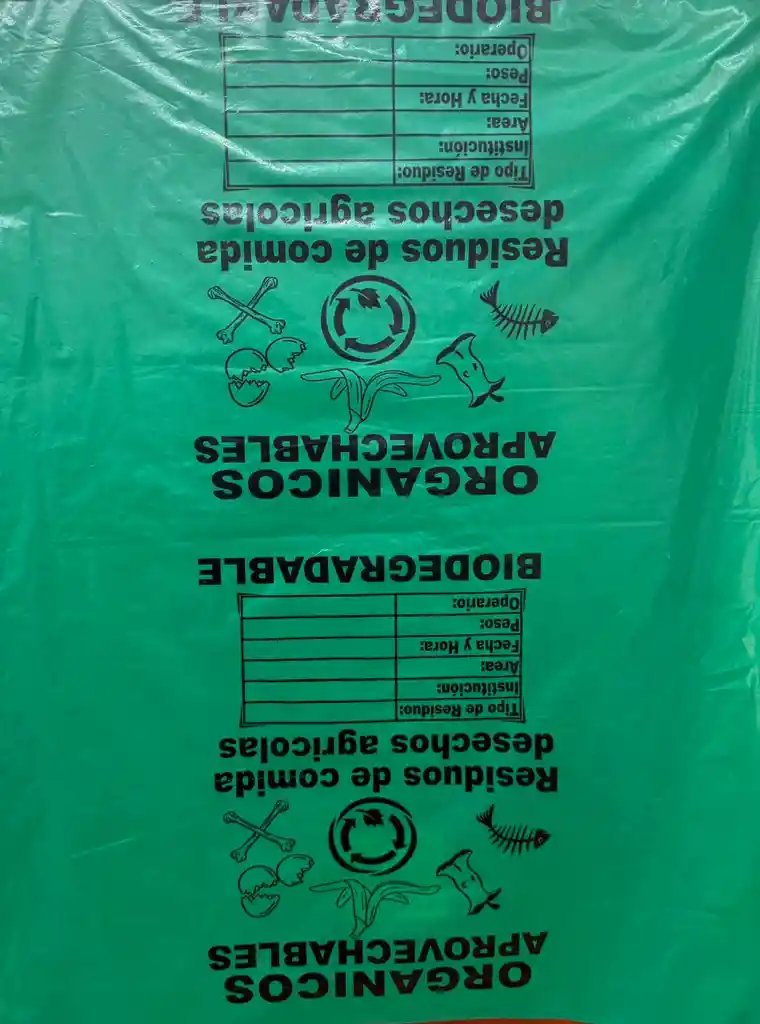 ORGANICOS
APROVECHABLES
Residuos de comida
desechos agricolas
Tipo de Residuo:
Institución:
Area:
Fecha y Hora:
Peso:
Operario:
BIODEGRADABLE
ORGANICOS
APROVECHABLES
Residuos de comida
desechos agricolas
Tipo de Residuo:
Institución:
Area:
Fecha y Hora:
Peso:
Operario:
BIODEGRADABLE